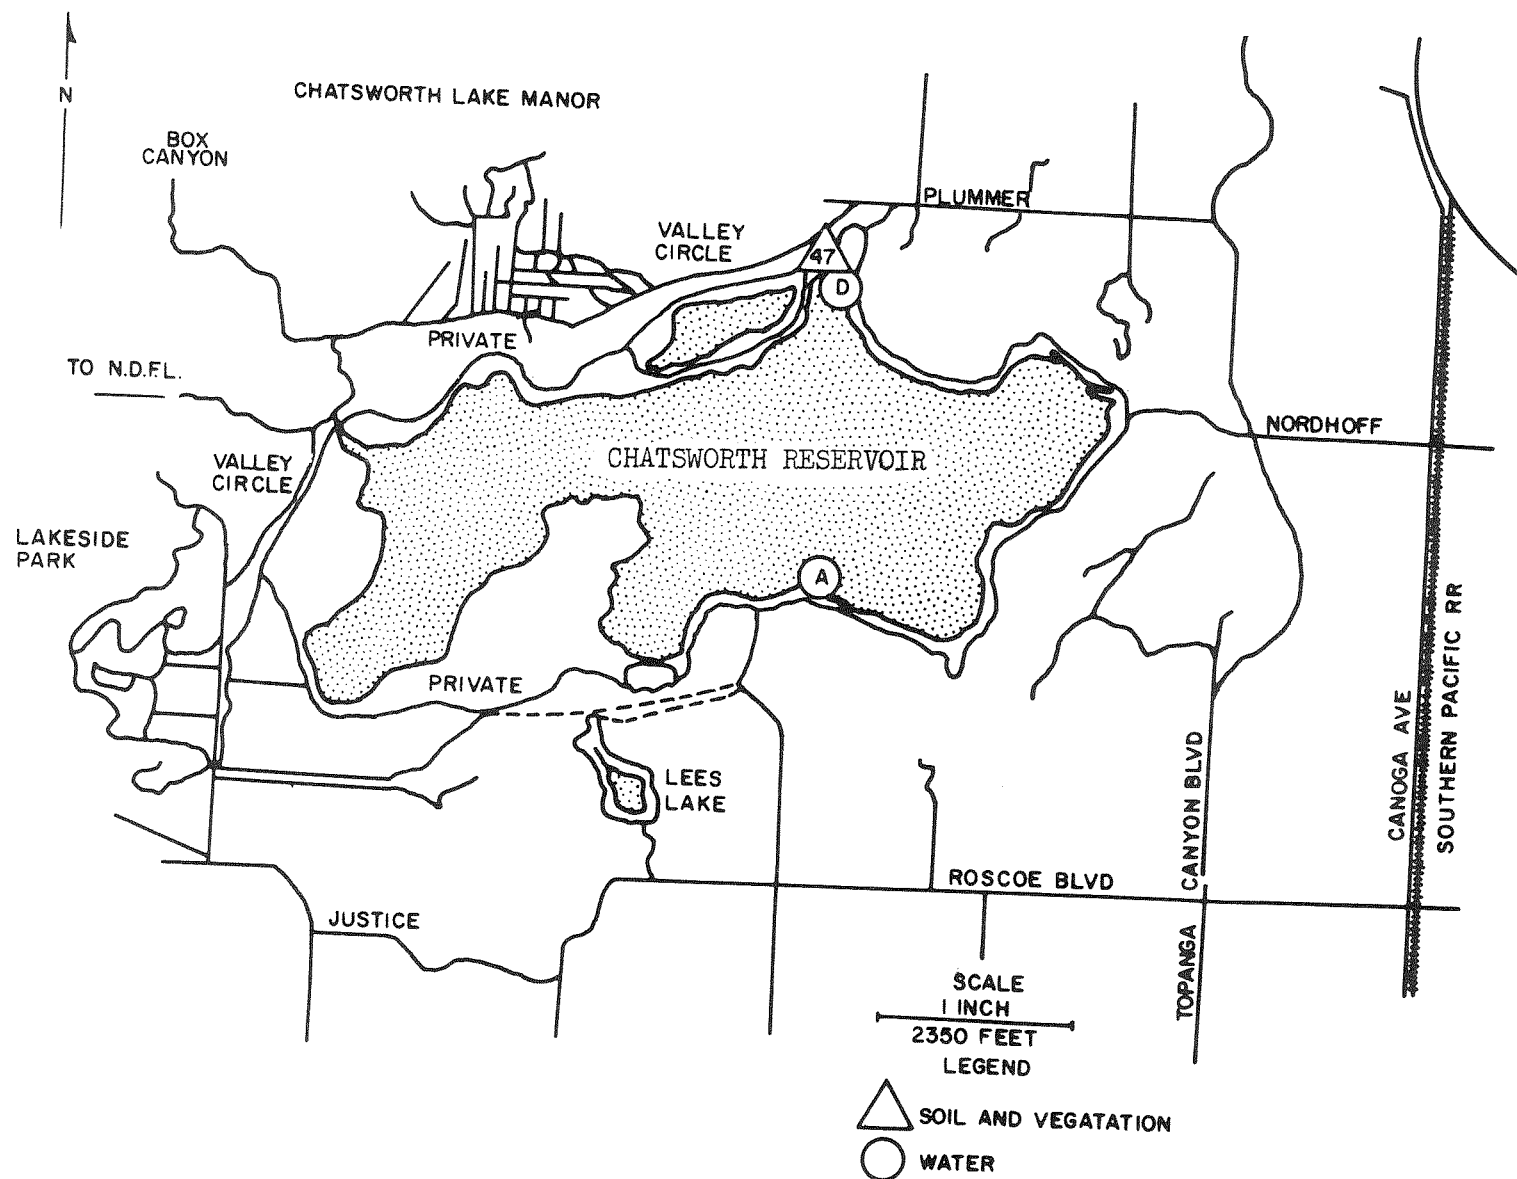 N
CHATSWORTH LAKE MANOR
BOX
CANYON
PLUMMER
VALLEY
CIRCLE
47
D
PRIVATE
TO N.D.FL.
NORDHOFF
CHATSWORTH RESERVOIR
VALLEY
CIRCLE
LAKESIDE
PARK
A
PRIVATE
LEES
LAKE
CANOGA AVE
SOUTHERN PACIFIC RR
TOPANGA CANYON BLVD
ROSCOE BLVD
JUSTICE
SCALE
1 INCH
2350 FEET
LEGEND
SOIL AND VEGATATION
WATER